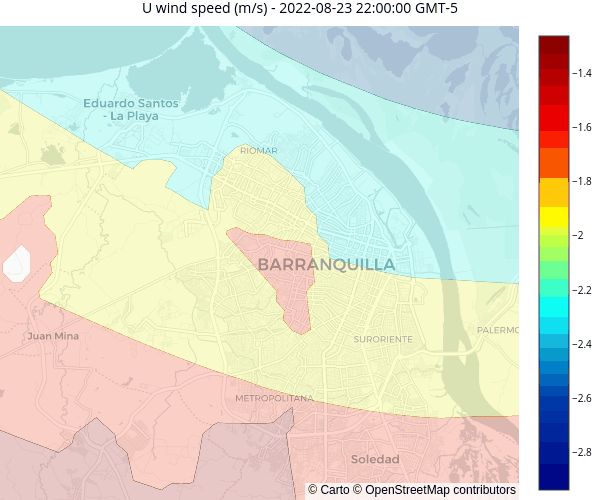 U wind speed (m/s) - 2022-08-23 22:00:00 GMT-5
Eduardo Santos
- La Playa
RIOMAR
BARRANQUILLA
Juan Mina
SURORIENTE
PALERMO
METROPOLITANA
Soledad
© Carto © OpenStreetMap contributors
−1.4
−1.6
−1.8
−2
−2.2
−2.4
−2.6
−2.8